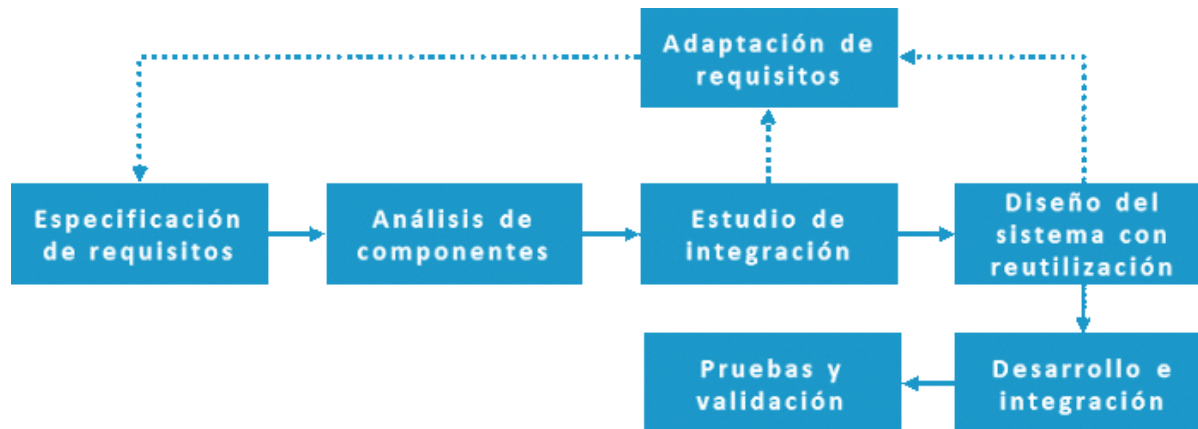 Adaptación de
requisitos
Especificación
de requisitos
Análisis de
componentes
Estudio de
integración
Diseño del
sistema con
reutilización
Pruebas y
validación
Desarrollo e
integración